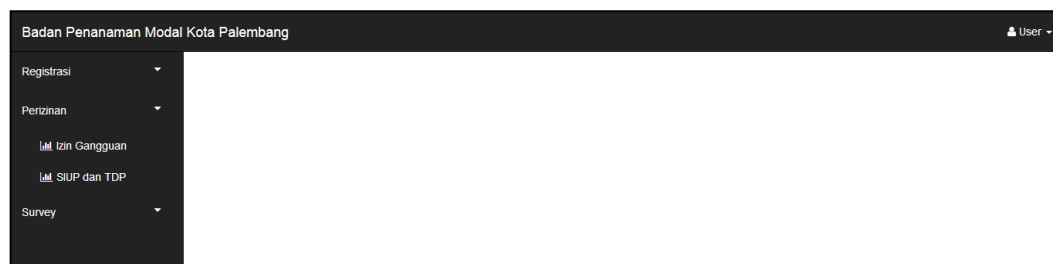 Badan Penanaman Modal Kota Palembang
User
Registrasi
Perizinan
Izin Gangguan
SIUP dan TDP
Survey